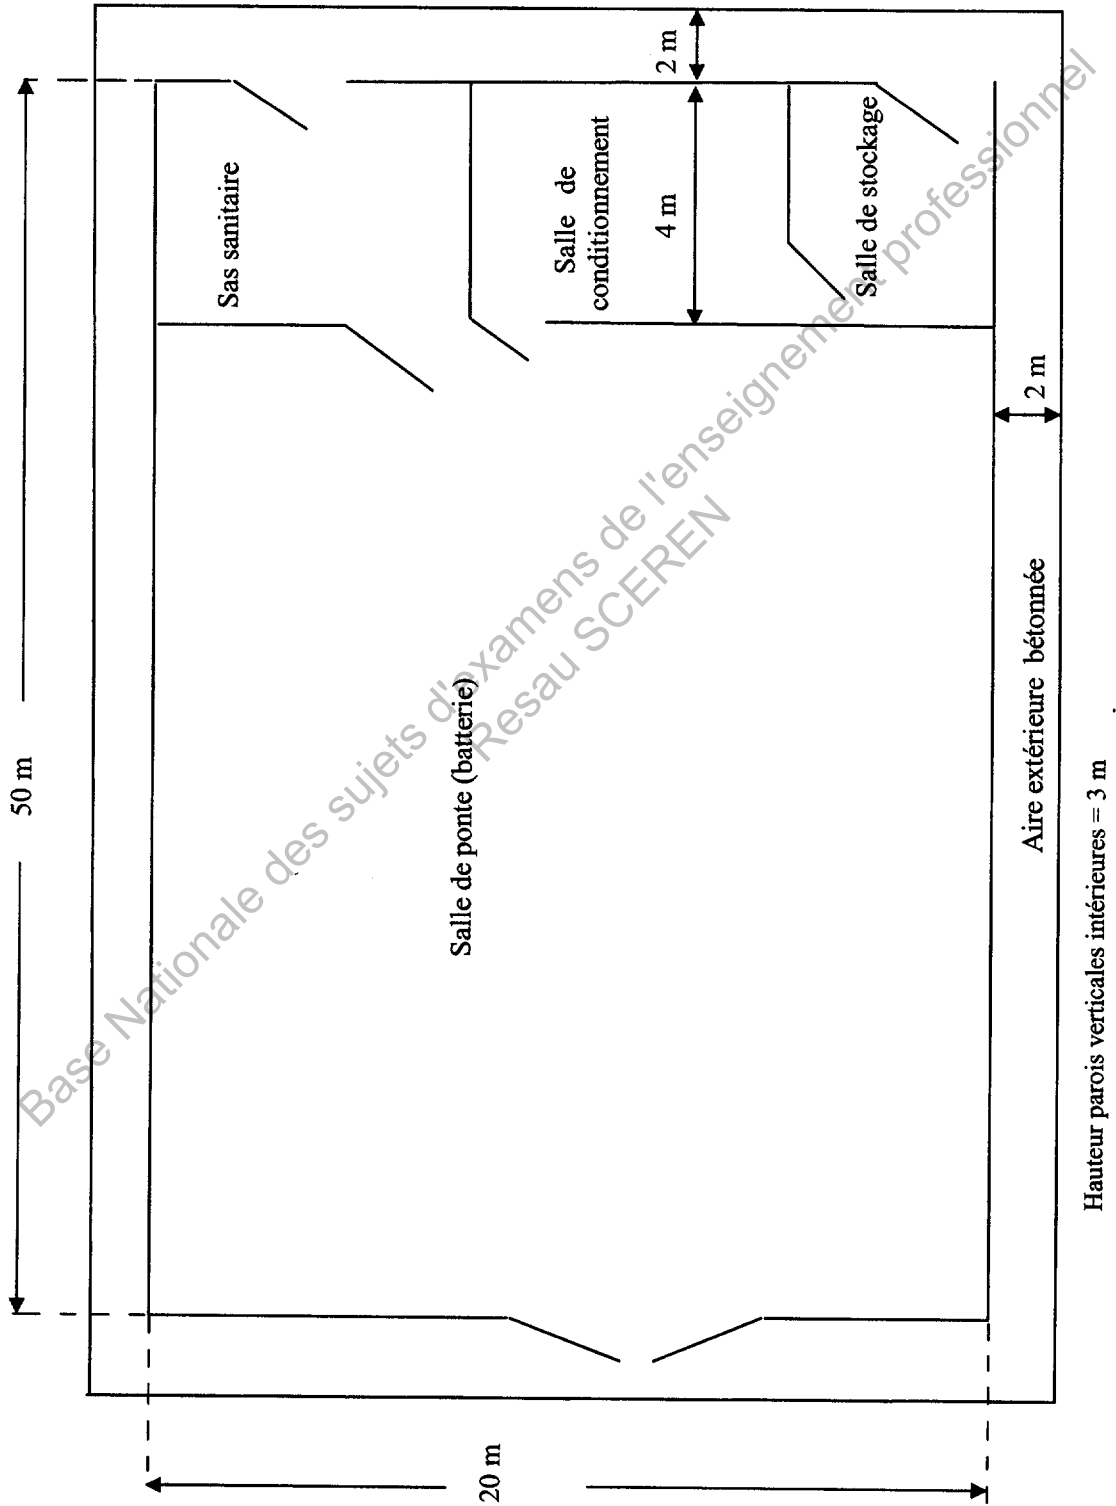 50 m
20 m
2 m
4 m
2 m
Sas sanitaire
Salle de
conditionnement
Salle de stockage
Salle de ponte (batterie)
Aire extérieure bétonnée
Hauteur parois verticales intérieures = 3 m
Base Nationale des sujets d'examens de l'enseignement professionnel
Resau SCEREN